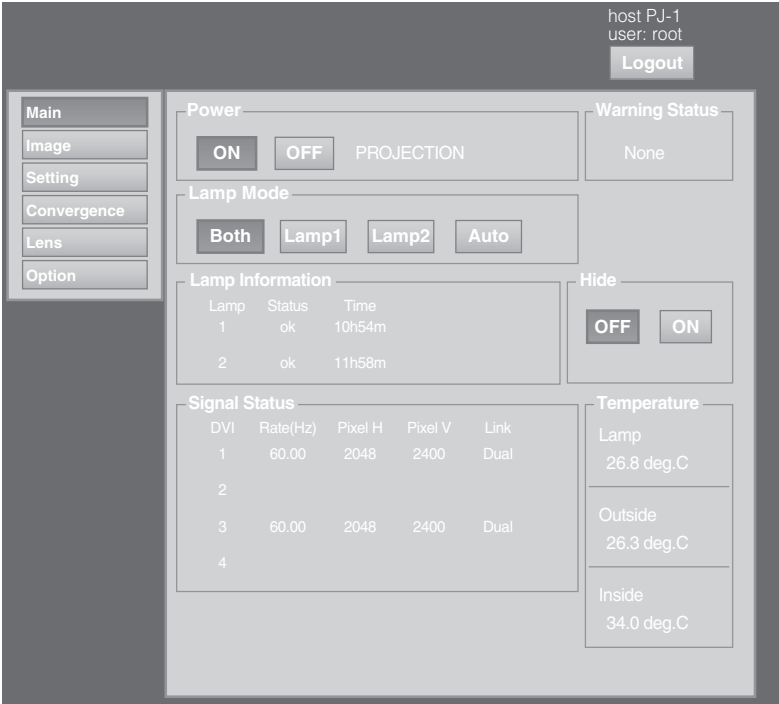 host PJ-1
user: root
Logout
Main
Image
Setting
Convergence
Lens
Option
Power
ON OFF PROJECTION
Warning Status
None
Lamp Mode
Both Lamp1 Lamp2 Auto
Lamp Information
Lamp Status Time
1 ok 10h54m
2 ok 11h58m
Hide
OFF ON
Signal Status
DVI Rate(Hz) Pixel H Pixel V Link
1 60.00 2048 2400 Dual
2
3 60.00 2048 2400 Dual
4
Temperature
Lamp
26.8 deg.C
Outside
26.3 deg.C
Inside
34.0 deg.C